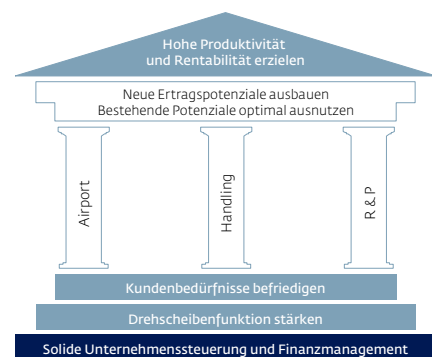 Hohe Produktivität
und Rentabilität erzielen
Neue Ertragspotenziale ausbauen
Bestehende Potenziale optimal ausnutzen
Airport
Handling
R & P
Kundenbedürfnisse befriedigen
Drehscheibenfunktion stärken
Solide Unternehmenssteuerung und Finanzmanagement